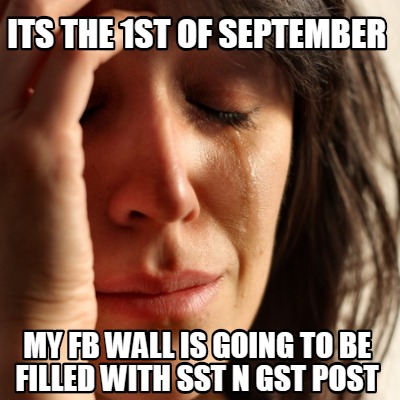 ITS THE 1ST OF SEPTEMBER
MY FB WALL IS GOING TO BE
FILLED WITH SST N GST POST